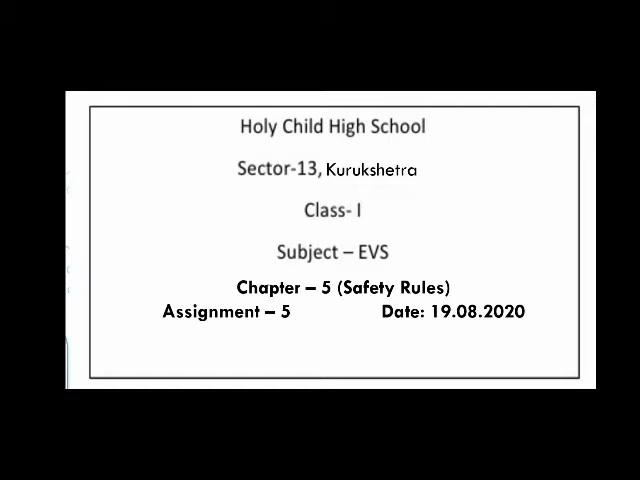 Holy Child High School
Sector-13, Kurukshetra
Class- I
Subject – EVS
Chapter – 5 (Safety Rules)
Assignment – 5 Date: 19.08.2020